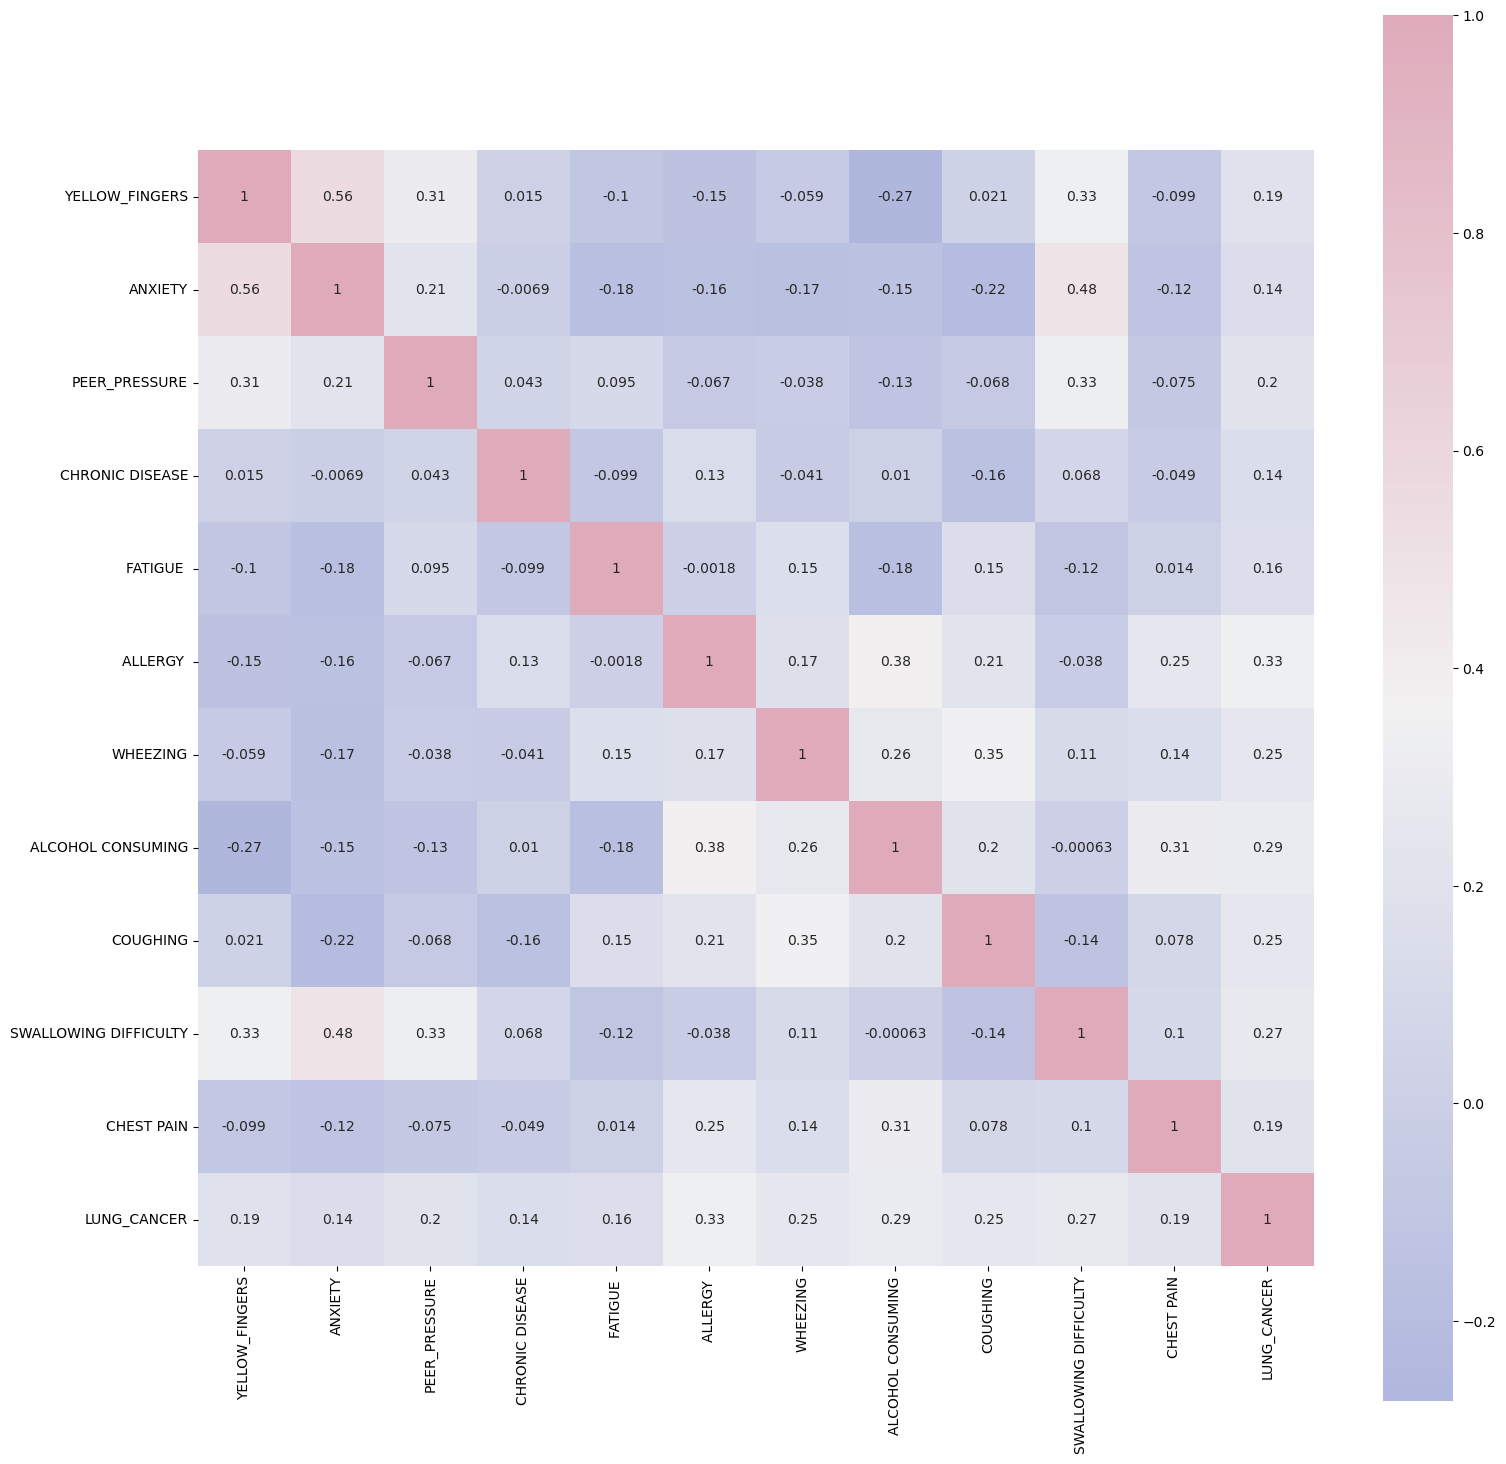 1.0
YELLOW_FINGERS 1 0.56 0.31 0.015 -0.1 -0.15 -0.059 -0.27 0.021 0.33 -0.099 0.19
0.8
ANXIETY 0.56 1 0.21 -0.0069 -0.18 -0.16 -0.17 -0.15 -0.22 0.48 -0.12 0.14
PEER_PRESSURE 0.31 0.21 1 0.043 0.095 -0.067 -0.038 -0.13 -0.068 0.33 -0.075 0.2
0.6
CHRONIC DISEASE 0.015 -0.0069 0.043 1 -0.099 0.13 -0.041 0.01 -0.16 0.068 -0.049 0.14
FATIGUE -0.1 -0.18 0.095 -0.099 1 -0.0018 0.15 -0.18 0.15 -0.12 0.014 0.16
ALLERGY -0.15 -0.16 -0.067 0.13 -0.0018 1 0.17 0.38 0.21 -0.038 0.25 0.33
0.4
WHEEZING -0.059 -0.17 -0.038 -0.041 0.15 0.17 1 0.26 0.35 0.11 0.14 0.25
ALCOHOL CONSUMING -0.27 -0.15 -0.13 0.01 -0.18 0.38 0.26 1 0.2 -0.00063 0.31 0.29
0.2
COUGHING 0.021 -0.22 -0.068 -0.16 0.15 0.21 0.35 0.2 1 -0.14 0.078 0.25
SWALLOWING DIFFICULTY 0.33 0.48 0.33 0.068 -0.12 -0.038 0.11 -0.00063 -0.14 1 0.1 0.27
0.0
CHEST PAIN -0.099 -0.12 -0.075 -0.049 0.014 0.25 0.14 0.31 0.078 0.1 1 0.19
LUNG_CANCER 0.19 0.14 0.2 0.14 0.16 0.33 0.25 0.29 0.25 0.27 0.19 1
−0.2
YELLOW_FINGERS
ANXIETY
PEER_PRESSURE
CHRONIC DISEASE
FATIGUE
ALLERGY
WHEEZING
ALCOHOL CONSUMING
COUGHING
SWALLOWING DIFFICULTY
CHEST PAIN
LUNG_CANCER